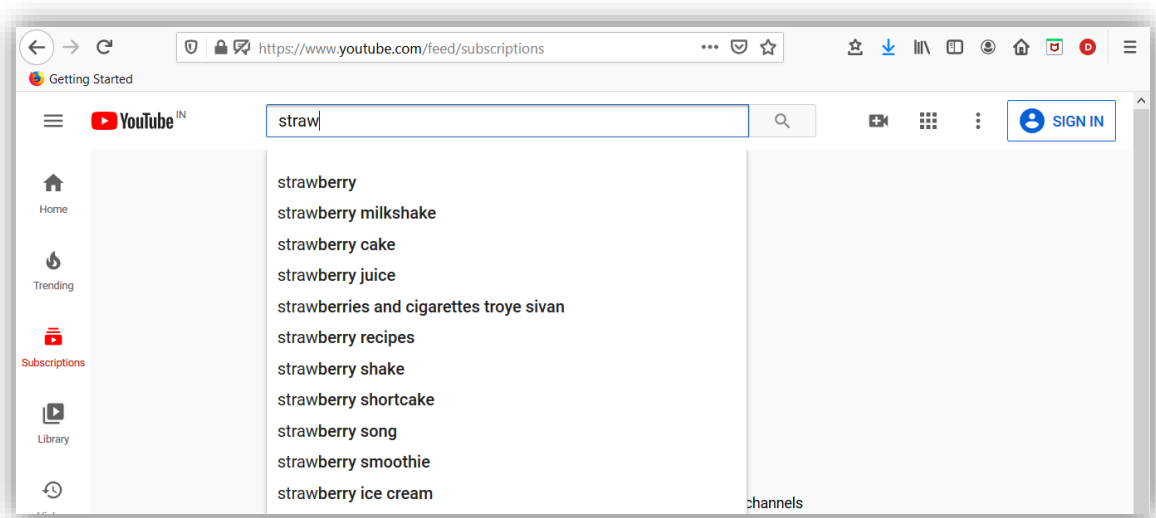 https://www.youtube.com/feed/subscriptions
Getting Started
YouTube IN
straw
SIGN IN
Home
Trending
Subscriptions
Library
strawberry
strawberry milkshake
strawberry cake
strawberry juice
strawberries and cigarettes troye sivan
strawberry recipes
strawberry shake
strawberry shortcake
strawberry song
strawberry smoothie
strawberry ice cream
channels